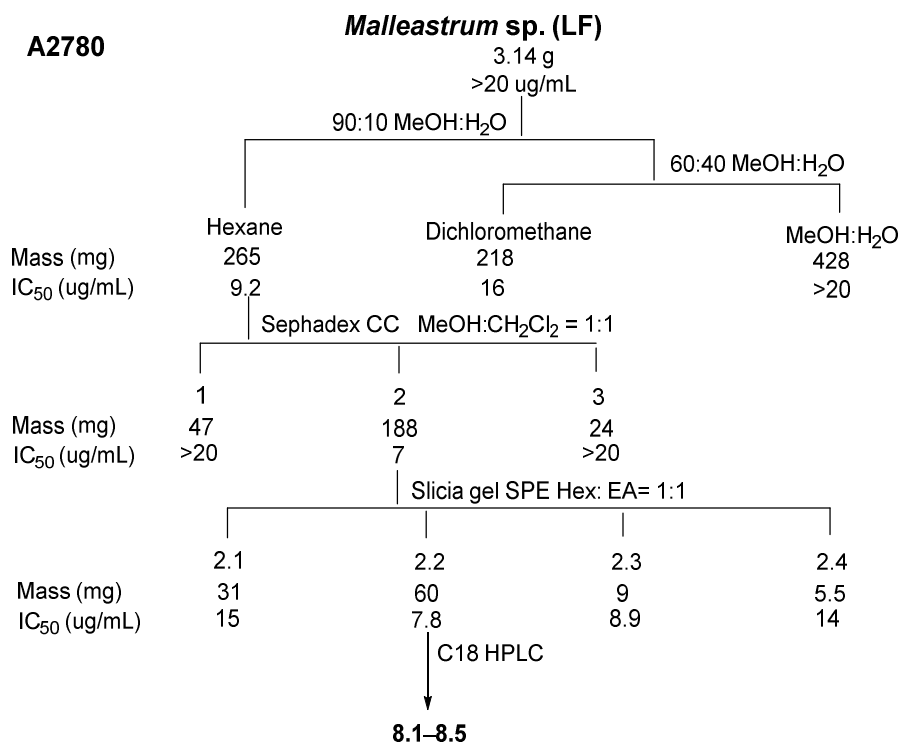 Malleastrum sp. (LF)
A2780
3.14 g
>20 ug/mL
90:10 MeOH:H₂O
60:40 MeOH:H₂O
Hexane Dichloromethane MeOH:H₂O
Mass (mg) 265 218 428
IC₅₀ (ug/mL) 9.2 16 >20
Sephadex CC MeOH:CH₂Cl₂ = 1:1
1 2 3
Mass (mg) 47 188 24
IC₅₀ (ug/mL) >20 7 >20
Slicia gel SPE Hex: EA= 1:1
2.1 2.2 2.3 2.4
Mass (mg) 31 60 9 5.5
IC₅₀ (ug/mL) 15 7.8 8.9 14
C18 HPLC
8.1–8.5